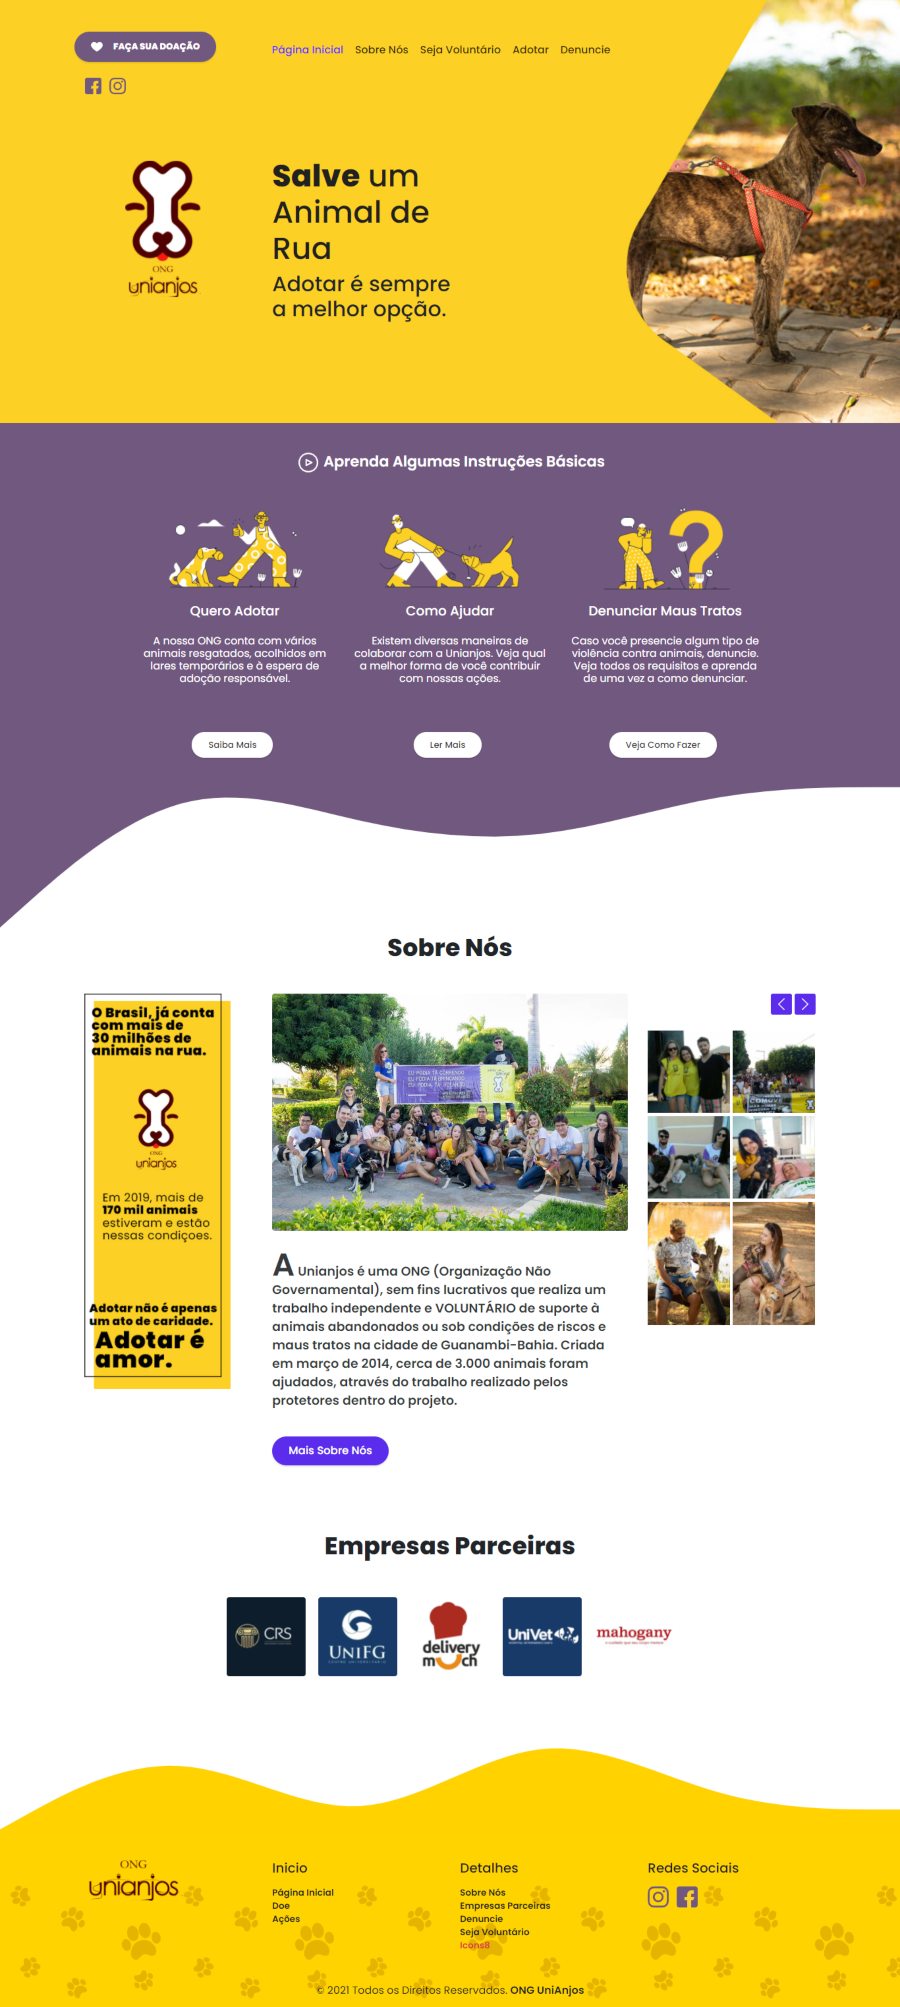 FAÇA SUA DOAÇÃO
Página Inicial Sobre Nós Seja Voluntário Adotar Denuncie
Salve um
Animal de
Rua
Adotar é sempre
a melhor opção.
ONG
unianjos
Aprenda Algumas Instruções Básicas
Quero Adotar
A nossa ONG conta com vários
animais resgatados, acolhidos em
lares temporários e à espera de
adoção responsável.
Saiba Mais
Como Ajudar
Existem diversas maneiras de
colaborar com a Unianjos. Veja qual
a melhor forma de você contribuir
com nossas ações.
Ler Mais
Denunciar Maus Tratos
Caso você presencie algum tipo de
violência contra animais, denuncie.
Veja todos os requisitos e aprenda
de uma vez a como denunciar.
Veja Como Fazer
Sobre Nós
O Brasil, já conta
com mais de
30 milhões de
animais na rua.
ONG
unianjos
Em 2019, mais de
170 mil animais
estiveram e estão
nessas condiçoes.
Adotar não é apenas
um ato de caridade.
Adotar é
amor.
EU PODIA TÁ CORRENDO
EU PODIA TÁ BRINCANDO
A Unianjos é uma ONG (Organização Não
Governamental), sem fins lucrativos que realiza um
trabalho independente e VOLUNTÁRIO de suporte à
animais abandonados ou sob condições de riscos e
maus tratos na cidade de Guanambi-Bahia. Criada
em março de 2014, cerca de 3.000 animais foram
ajudados, através do trabalho realizado pelos
protetores dentro do projeto.
Mais Sobre Nós
Empresas Parceiras
CRS
UNIFG
CENTRO UNIVERSITÁRIO
delivery
much
UniVet
mahogany
ONG
unianjos
Inicio
Página Inicial
Doe
Ações
Detalhes
Sobre Nós
Empresas Parceiras
Denuncie
Seja Voluntário
Icons8
Redes Sociais
© 2021 Todos os Direitos Reservados. ONG UniAnjos